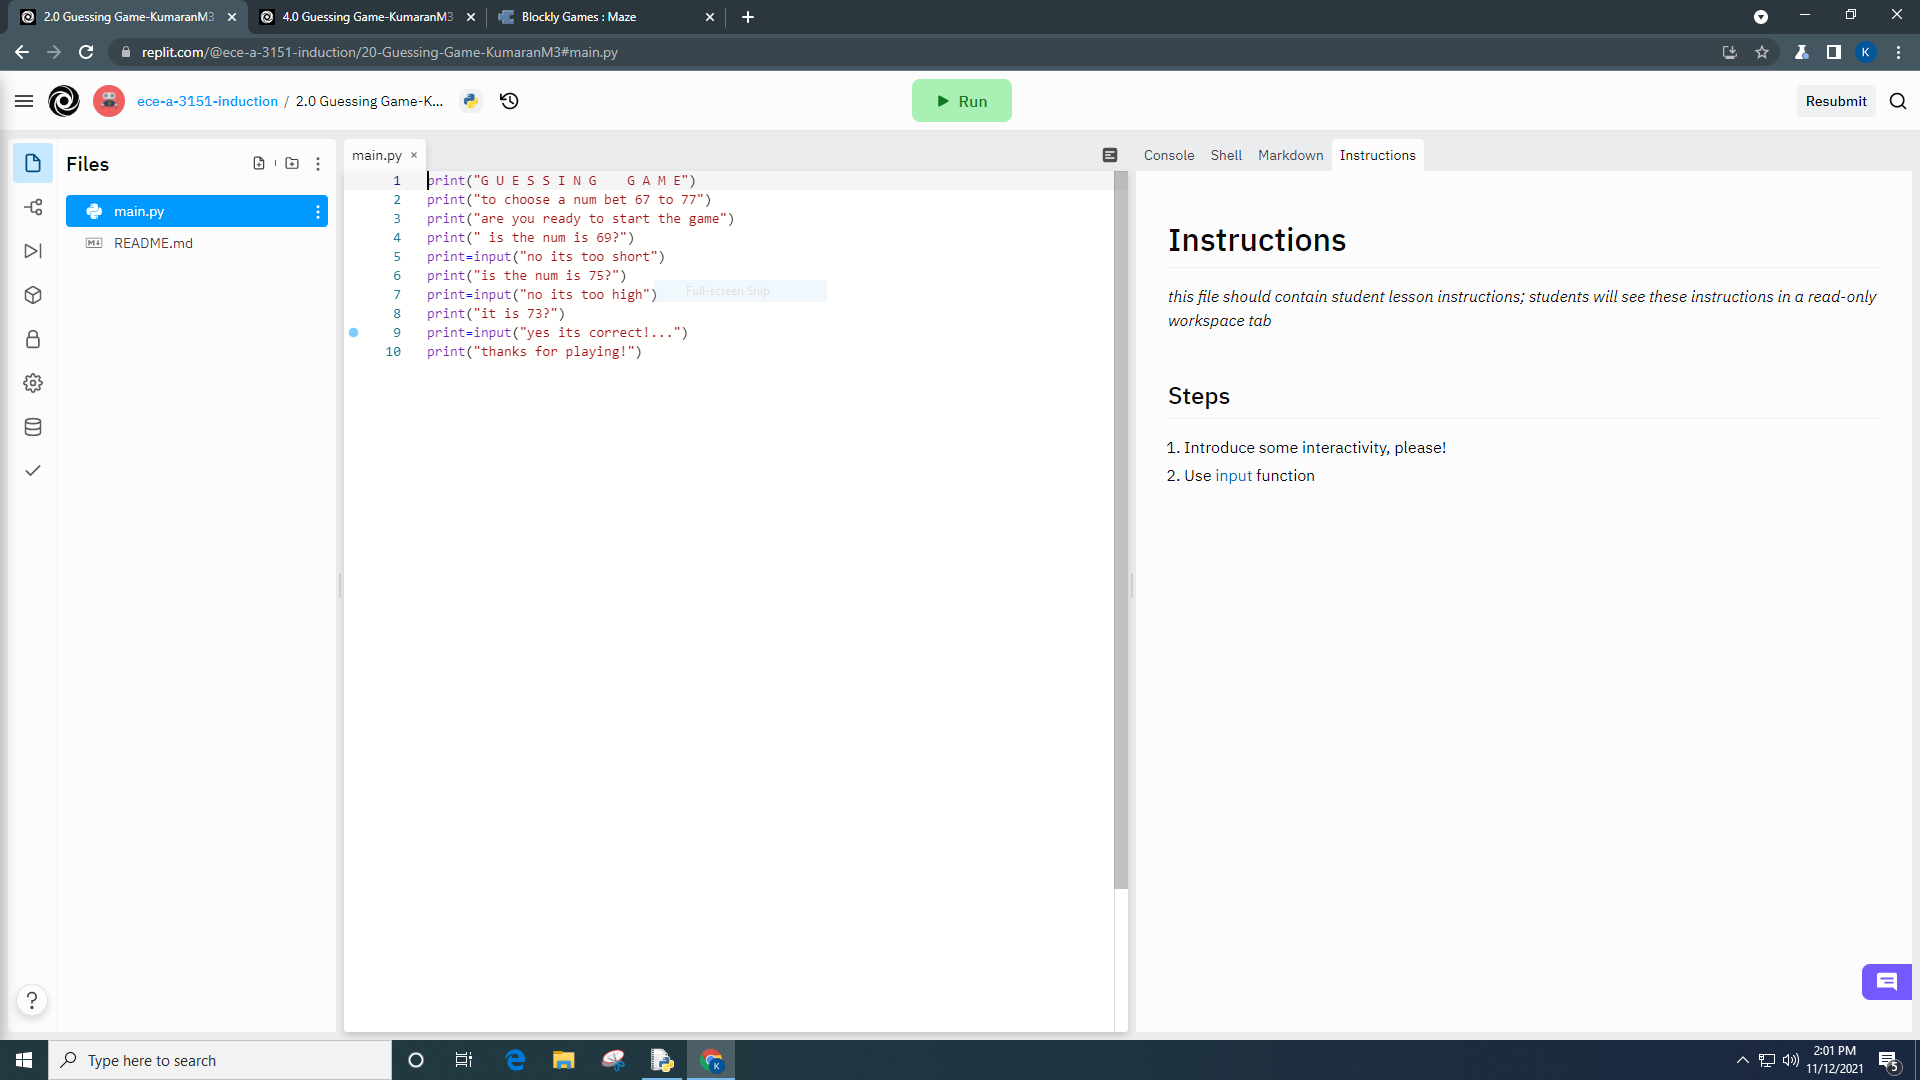 2.0 Guessing Game-KumaranM3
4.0 Guessing Game-KumaranM3
Blockly Games : Maze
replit.com/@ece-a-3151-induction/20-Guessing-Game-KumaranM3#main.py
K
ece-a-3151-induction / 2.0 Guessing Game-K...
Run
Resubmit
Files
main.py
README.md
main.py
1 print("G U E S S I N G    G A M E")
2 print("to choose a num bet 67 to 77")
3 print("are you ready to start the game")
4 print(" is the num is 69?")
5 print=input("no its too short")
6 print("is the num is 75?")
7 print=input("no its too high")
8 print("it is 73?")
9 print=input("yes its correct!...")
10 print("thanks for playing!")
Full-screen Snip
Console Shell Markdown Instructions
Instructions
this file should contain student lesson instructions; students will see these instructions in a read-only
workspace tab
Steps
1. Introduce some interactivity, please!
2. Use input function
?
Type here to search
K
2:01 PM
11/12/2021
5